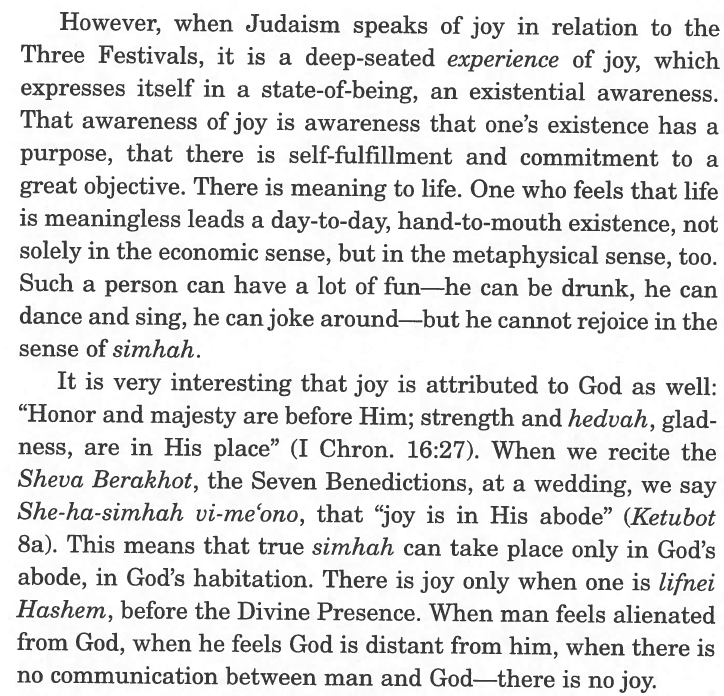 However, when Judaism speaks of joy in relation to the
Three Festivals, it is a deep-seated experience of joy, which
expresses itself in a state-of-being, an existential awareness.
That awareness of joy is awareness that one's existence has a
purpose, that there is self-fulfillment and commitment to a
great objective. There is meaning to life. One who feels that life
is meaningless leads a day-to-day, hand-to-mouth existence, not
solely in the economic sense, but in the metaphysical sense, too.
Such a person can have a lot of fun—he can be drunk, he can
dance and sing, he can joke around—but he cannot rejoice in the
sense of simhah.
It is very interesting that joy is attributed to God as well:
“Honor and majesty are before Him; strength and hedvah, glad-
ness, are in His place” (I Chron. 16:27). When we recite the
Sheva Berakhot, the Seven Benedictions, at a wedding, we say
She-ha-simhah vi-me‘ono, that “joy is in His abode” (Ketubot
8a). This means that true simhah can take place only in God's
abode, in God's habitation. There is joy only when one is lifnei
Hashem, before the Divine Presence. When man feels alienated
from God, when he feels God is distant from him, when there is
no communication between man and God—there is no joy.